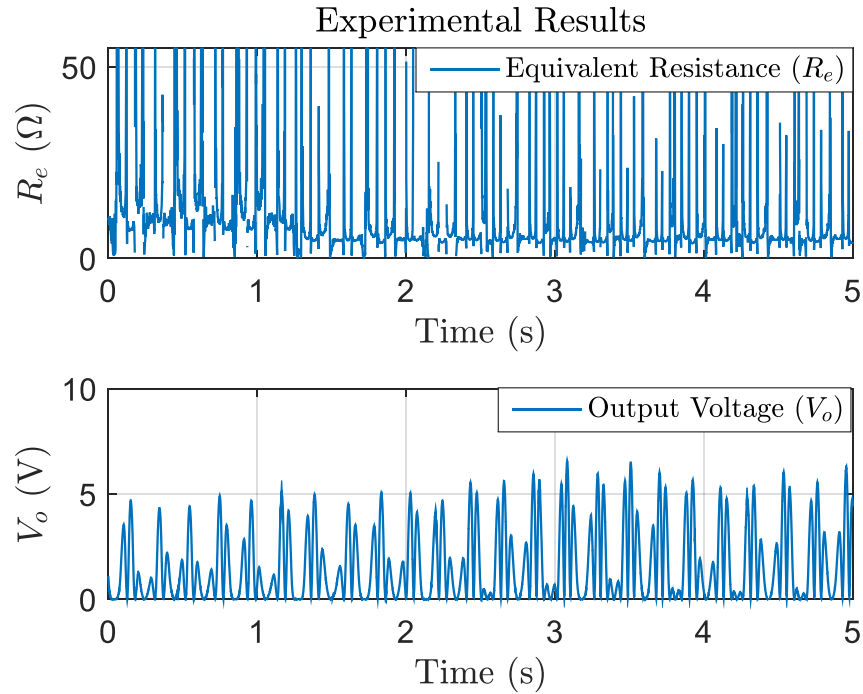 Experimental Results
Equivalent Resistance (Rₑ)
Rₑ (Ω)
50
0
0 1 2 3 4 5
Time (s)
Output Voltage (Vₒ)
Vₒ (V)
10
5
0
0 1 2 3 4 5
Time (s)